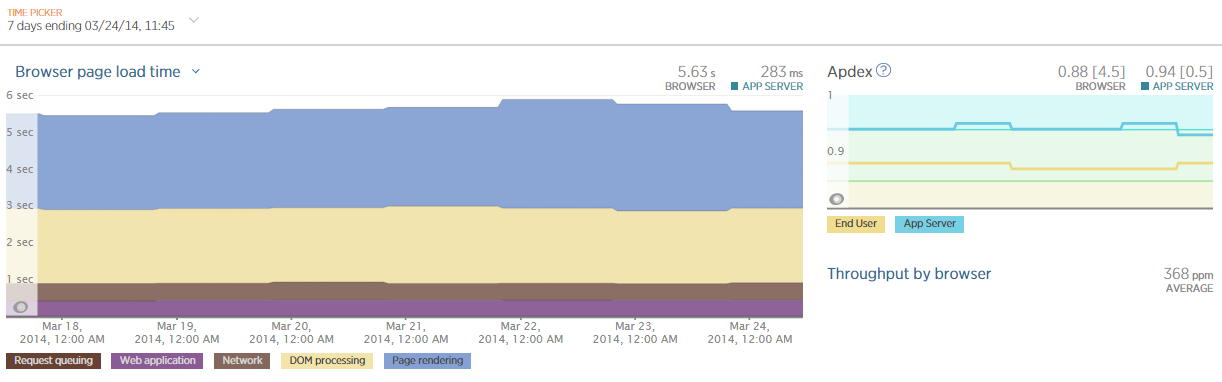 TIME PICKER
7 days ending 03/24/14, 11:45
Browser page load time
5.63 s
BROWSER
283 ms
APP SERVER
6 sec
5 sec
4 sec
3 sec
2 sec
1 sec
Mar 18,
2014, 12:00 AM
Mar 19,
2014, 12:00 AM
Mar 20,
2014, 12:00 AM
Mar 21,
2014, 12:00 AM
Mar 22,
2014, 12:00 AM
Mar 23,
2014, 12:00 AM
Mar 24,
2014, 12:00 AM
Request queuing
Web application
Network
DOM processing
Page rendering
Apdex ?
0.88 [4.5]
BROWSER
0.94 [0.5]
APP SERVER
1
0.9
End User
App Server
Throughput by browser
368 ppm
AVERAGE